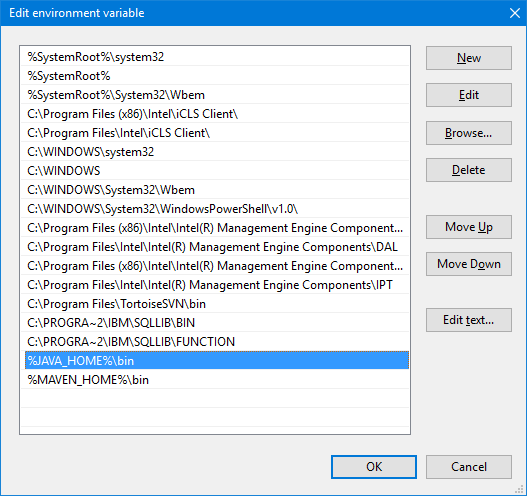 Edit environment variable
%SystemRoot%\system32
%SystemRoot%
%SystemRoot%\System32\Wbem
C:\Program Files (x86)\Intel\iCLS Client\
C:\Program Files\Intel\iCLS Client\
C:\WINDOWS\system32
C:\WINDOWS
C:\WINDOWS\System32\Wbem
C:\WINDOWS\System32\WindowsPowerShell\v1.0\
C:\Program Files (x86)\Intel\Intel(R) Management Engine Component...
C:\Program Files\Intel\Intel(R) Management Engine Components\DAL
C:\Program Files (x86)\Intel\Intel(R) Management Engine Component...
C:\Program Files\Intel\Intel(R) Management Engine Components\IPT
C:\Program Files\TortoiseSVN\bin
C:\PROGRA~2\IBM\SQLLIB\BIN
C:\PROGRA~2\IBM\SQLLIB\FUNCTION
%JAVA_HOME%\bin
%MAVEN_HOME%\bin
New
Edit
Browse...
Delete
Move Up
Move Down
Edit text...
OK
Cancel